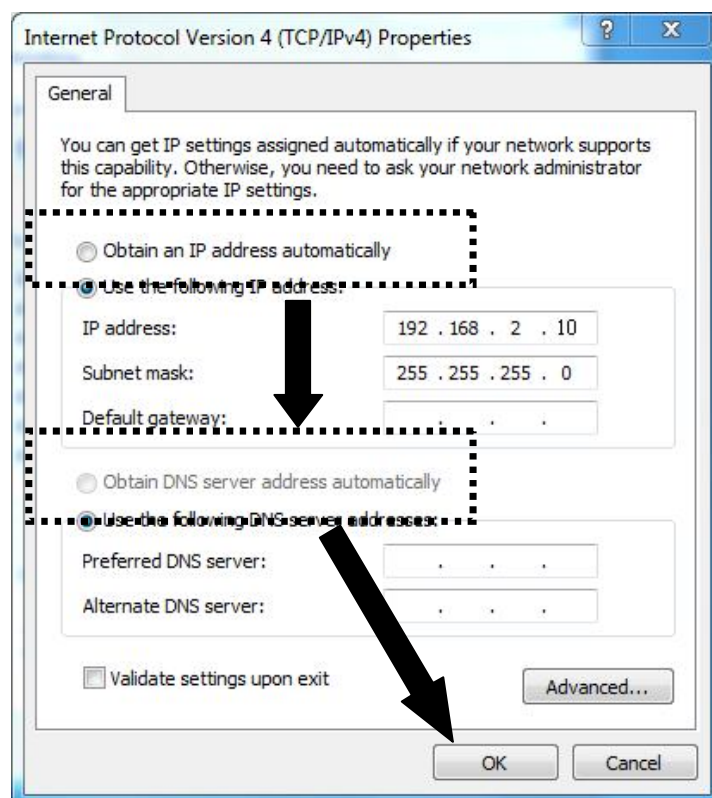 Internet Protocol Version 4 (TCP/IPv4) Properties
?
X
General
You can get IP settings assigned automatically if your network supports
this capability. Otherwise, you need to ask your network administrator
for the appropriate IP settings.
Obtain an IP address automatically
Use the following IP address:
IP address: 192 . 168 . 2 . 10
Subnet mask: 255 . 255 . 255 . 0
Default gateway: . . .
Obtain DNS server address automatically
Use the following DNS server addresses:
Preferred DNS server: . . .
Alternate DNS server: . . .
Validate settings upon exit
Advanced...
OK Cancel